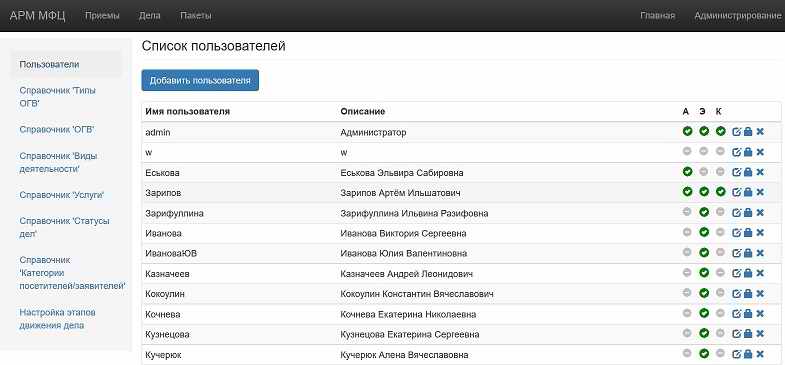 АРМ МФЦ Приемы Дела Пакеты Главная Администрирование
Пользователи
Справочник 'Типы
ОГВ'
Справочник 'ОГВ'
Справочник 'Виды
деятельности'
Справочник 'Услуги'
Справочник 'Статусы
дел'
Справочник
'Категории
посетителей/заявителей'
Настройка этапов
движения дела
Список пользователей
Добавить пользователя
Имя пользователя Описание А Э К
admin Администратор
w w
Еськова Еськова Эльвира Сабировна
Зарипов Зарипов Артём Ильшатович
Зарифуллина Зарифуллина Ильвина Разифовна
Иванова Иванова Виктория Сергеевна
ИвановаЮВ Иванова Юлия Валентиновна
Казначеев Казначеев Андрей Леонидович
Кокоулин Кокоулин Константин Вячеславович
Кочнева Кочнева Екатерина Николаевна
Кузнецова Кузнецова Екатерина Сергеевна
Кучерюк Кучерюк Алена Вячеславовна